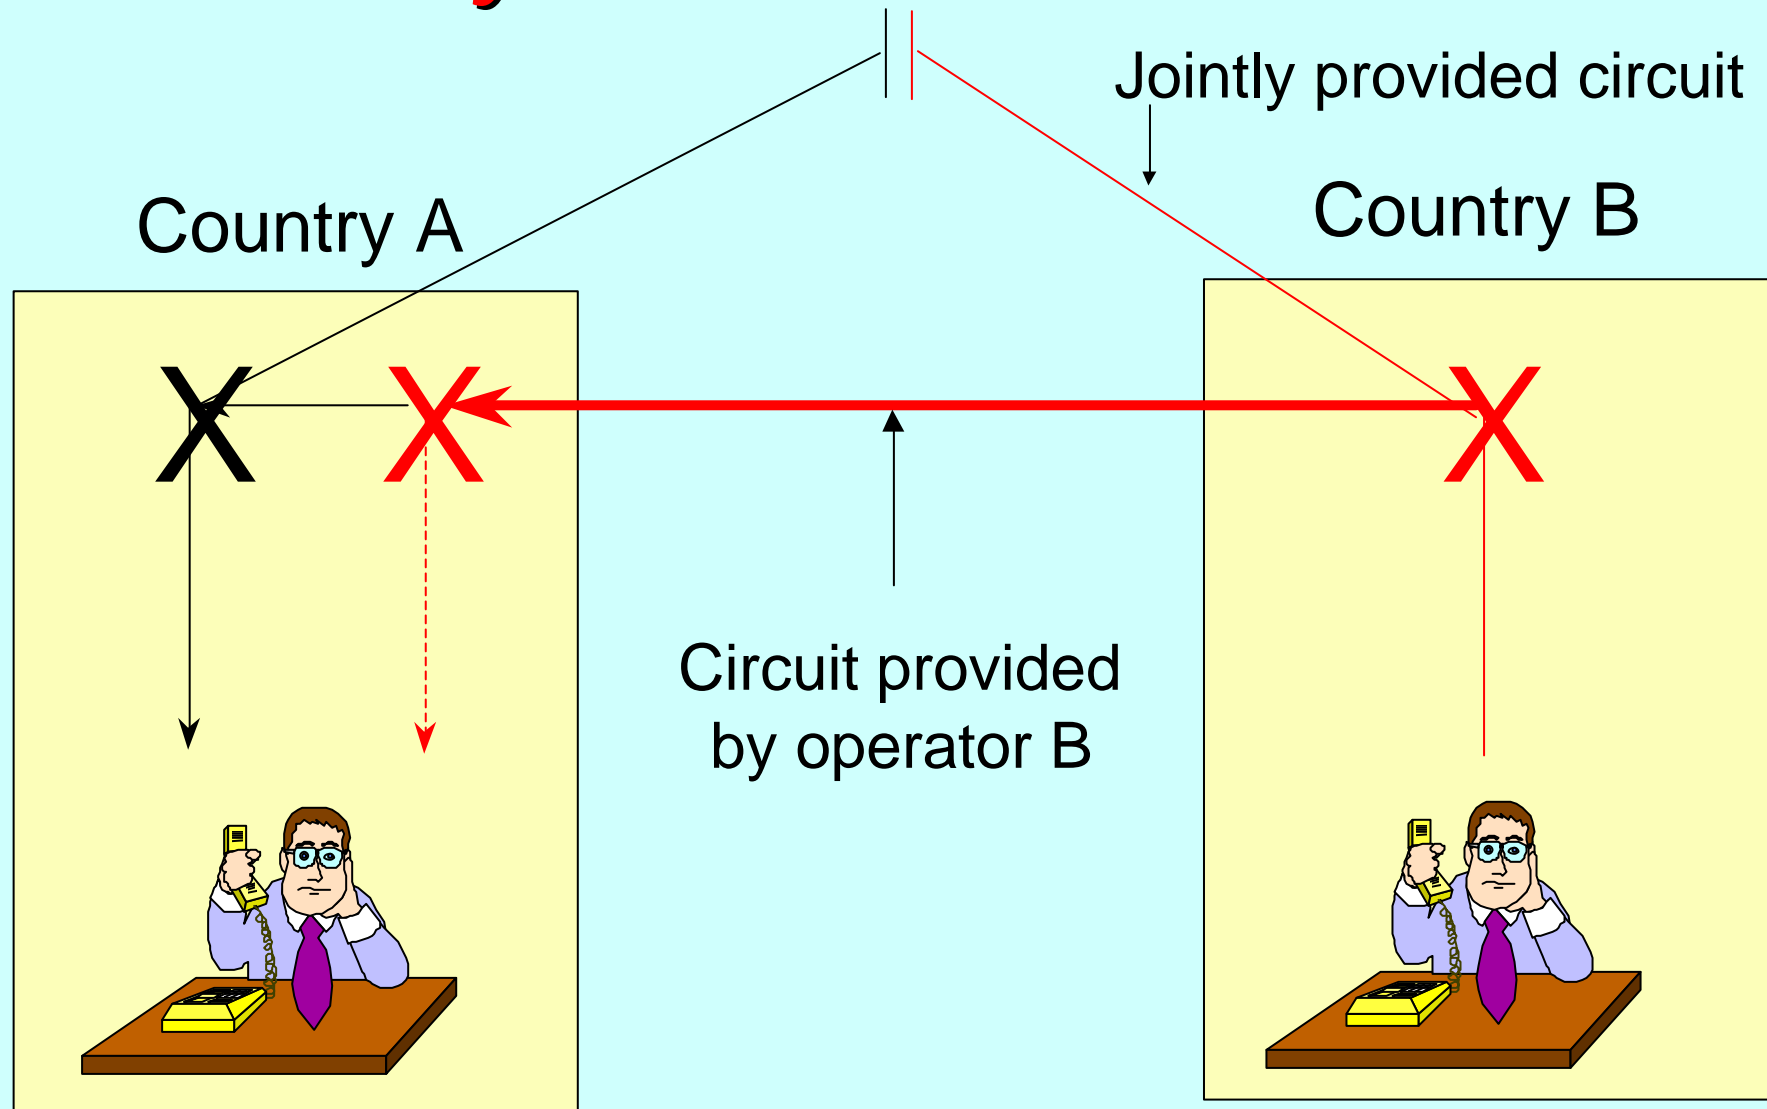 Jointly provided circuit
Country A
Country B
X X X
Circuit provided
by operator B